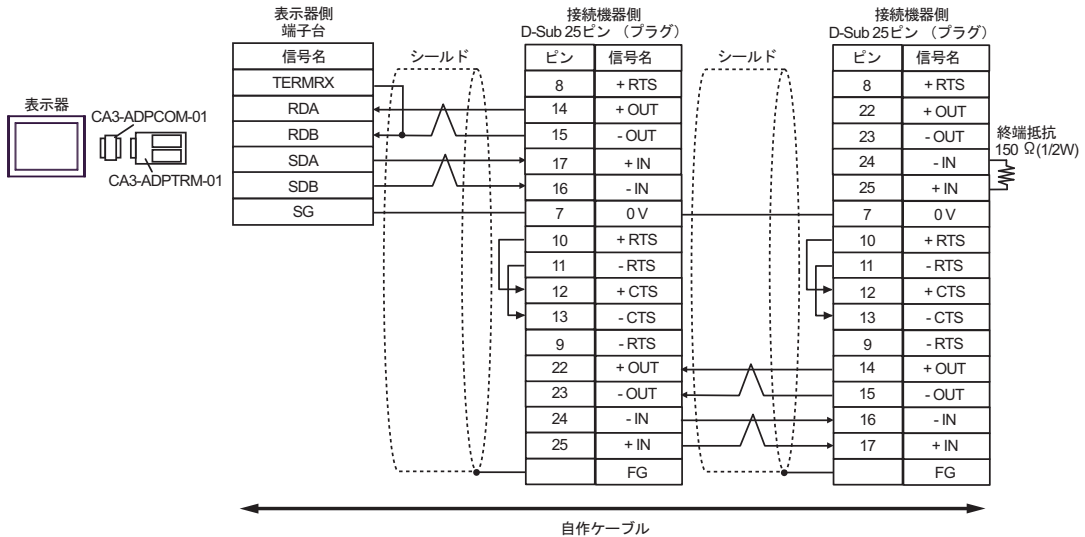 表示器側
端子台
接続機器側
D-Sub 25ピン （プラグ）
接続機器側
D-Sub 25ピン （プラグ）
信号名
シールド
ピン 信号名
シールド
ピン 信号名
表示器
CA3-ADPCOM-01
CA3-ADPTRM-01
TERMRX
RDA
RDB
SDA
SDB
SG
8 + RTS
14 + OUT
15 - OUT
17 + IN
16 - IN
7 0 V
10 + RTS
11 - RTS
12 + CTS
13 - CTS
9 - RTS
22 + OUT
23 - OUT
24 - IN
25 + IN
FG
8 + RTS
22 + OUT
23 - OUT
24 - IN
25 + IN
7 0 V
10 + RTS
11 - RTS
12 + CTS
13 - CTS
9 - RTS
14 + OUT
15 - OUT
16 - IN
17 + IN
FG
終端抵抗
150 Ω(1/2W)
自作ケーブル